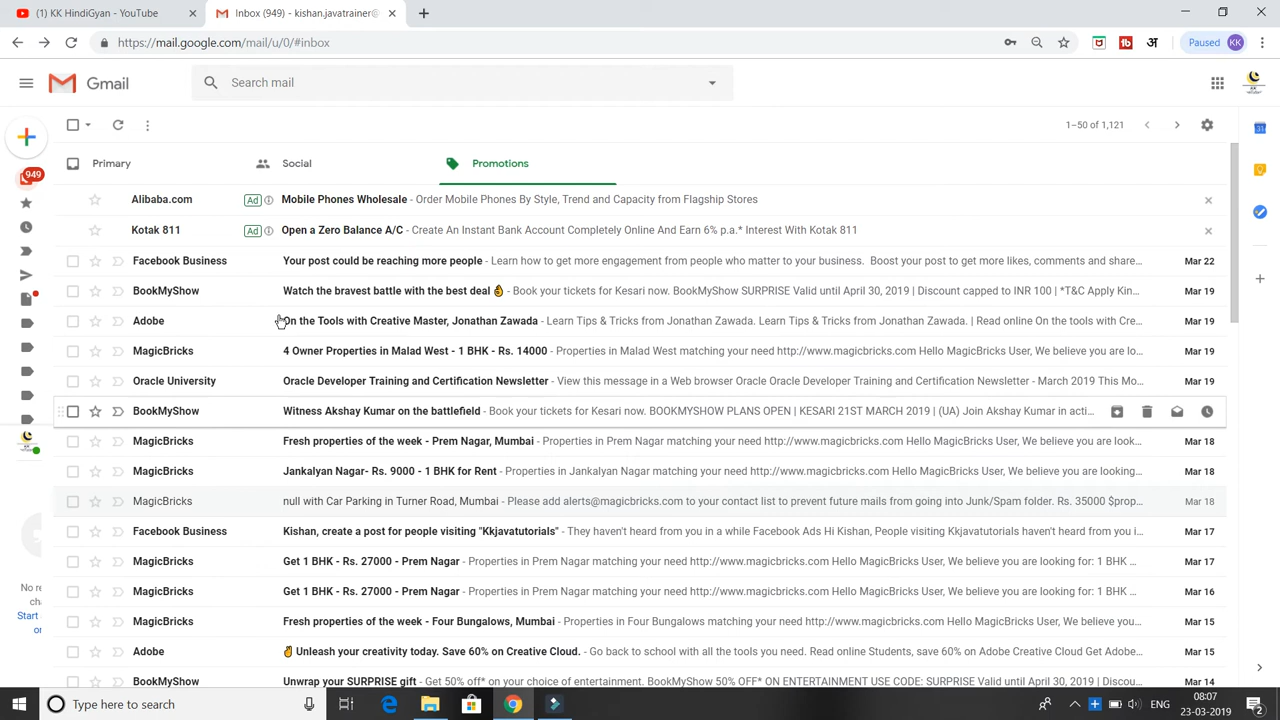 (1) KK HindiGyan - YouTube
Inbox (949) - kishan.javatrainer@
https://mail.google.com/mail/u/0/#inbox
Paused KK
Gmail
Search mail
1–50 of 1,121
949
Primary
Social
Promotions
Alibaba.com Ad Mobile Phones Wholesale - Order Mobile Phones By Style, Trend and Capacity from Flagship Stores
Kotak 811 Ad Open a Zero Balance A/C - Create An Instant Bank Account Completely Online And Earn 6% p.a.* Interest With Kotak 811
Facebook Business Your post could be reaching more people - Learn how to get more engagement from people who matter to your business. Boost your post to get more likes, comments and share... Mar 22
BookMyShow Watch the bravest battle with the best deal 👌 - Book your tickets for Kesari now. BookMyShow SURPRISE Valid until April 30, 2019 | Discount capped to INR 100 | *T&C Apply Kin... Mar 19
Adobe On the Tools with Creative Master, Jonathan Zawada - Learn Tips & Tricks from Jonathan Zawada. Learn Tips & Tricks from Jonathan Zawada. | Read online On the tools with Cre... Mar 19
MagicBricks 4 Owner Properties in Malad West - 1 BHK - Rs. 14000 - Properties in Malad West matching your need http://www.magicbricks.com Hello MagicBricks User, We believe you are lo... Mar 19
Oracle University Oracle Developer Training and Certification Newsletter - View this message in a Web browser Oracle Oracle Developer Training and Certification Newsletter - March 2019 This Mo... Mar 19
BookMyShow Witness Akshay Kumar on the battlefield - Book your tickets for Kesari now. BOOKMYSHOW PLANS OPEN | KESARI 21ST MARCH 2019 | (UA) Join Akshay Kumar in acti...
MagicBricks Fresh properties of the week - Prem Nagar, Mumbai - Properties in Prem Nagar matching your need http://www.magicbricks.com Hello MagicBricks User, We believe you are look... Mar 18
MagicBricks Jankalyan Nagar- Rs. 9000 - 1 BHK for Rent - Properties in Jankalyan Nagar matching your need http://www.magicbricks.com Hello MagicBricks User, We believe you are looking... Mar 18
MagicBricks null with Car Parking in Turner Road, Mumbai - Please add alerts@magicbricks.com to your contact list to prevent future mails from going into Junk/Spam folder. Rs. 35000 $prop... Mar 18
Facebook Business Kishan, create a post for people visiting "Kkjavatutorials" - They haven't heard from you in a while Facebook Ads Hi Kishan, People visiting Kkjavatutorials haven't heard from you in... Mar 17
MagicBricks Get 1 BHK - Rs. 27000 - Prem Nagar - Properties in Prem Nagar matching your need http://www.magicbricks.com Hello MagicBricks User, We believe you are looking for: 1 BHK ... Mar 17
MagicBricks Get 1 BHK - Rs. 27000 - Prem Nagar - Properties in Prem Nagar matching your need http://www.magicbricks.com Hello MagicBricks User, We believe you are looking for: 1 BHK ... Mar 16
No re
ch
MagicBricks Fresh properties of the week - Four Bungalows, Mumbai - Properties in Four Bungalows matching your need http://www.magicbricks.com Hello MagicBricks User, We believe you are l... Mar 15
Start
o
Adobe ✌ Unleash your creativity today. Save 60% on Creative Cloud. - Go back to school with all the tools you need. Read online Students, save 60% on Adobe Creative Cloud Get Adobe... Mar 15
BookMyShow Unwrap your SURPRISE gift - Get 50% off* on your choice of entertainment. BookMyShow 50% OFF* ON ENTERTAINMENT USE CODE: SURPRISE Valid until April 30, 2019 | Discou... Mar 14
Type here to search
08:07
23-03-2019
2